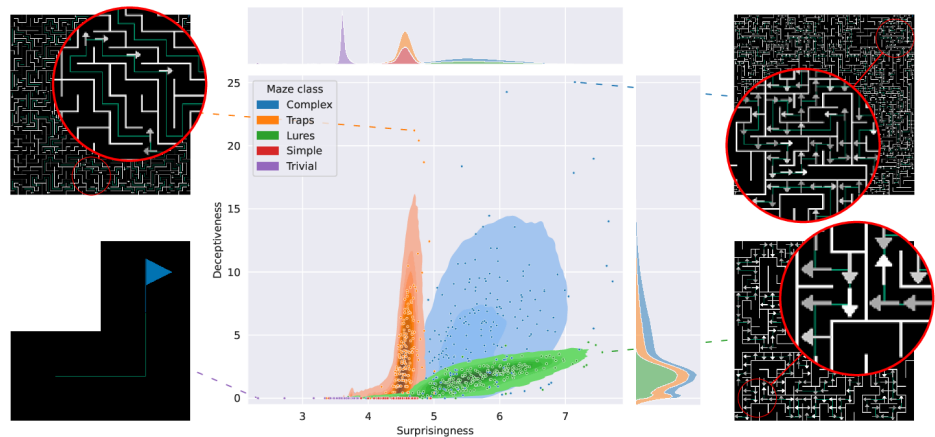 25
20
15
10
5
0
Deceptiveness
Maze class
Complex
Traps
Lures
Simple
Trivial
3 4 5 6 7
Surprisingness